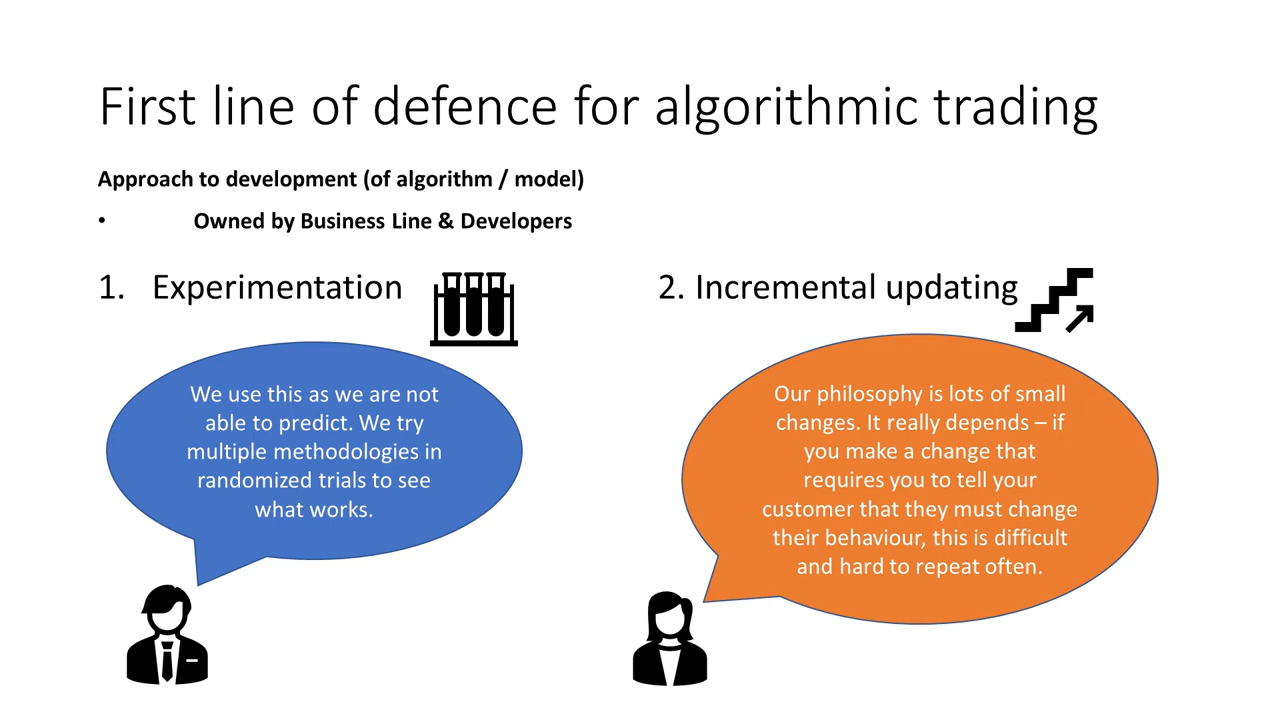 First line of defence for algorithmic trading
Approach to development (of algorithm / model)
• Owned by Business Line & Developers
1. Experimentation
We use this as we are not
able to predict. We try
multiple methodologies in
randomized trials to see
what works.
2. Incremental updating
Our philosophy is lots of small
changes. It really depends – if
you make a change that
requires you to tell your
customer that they must change
their behaviour, this is difficult
and hard to repeat often.